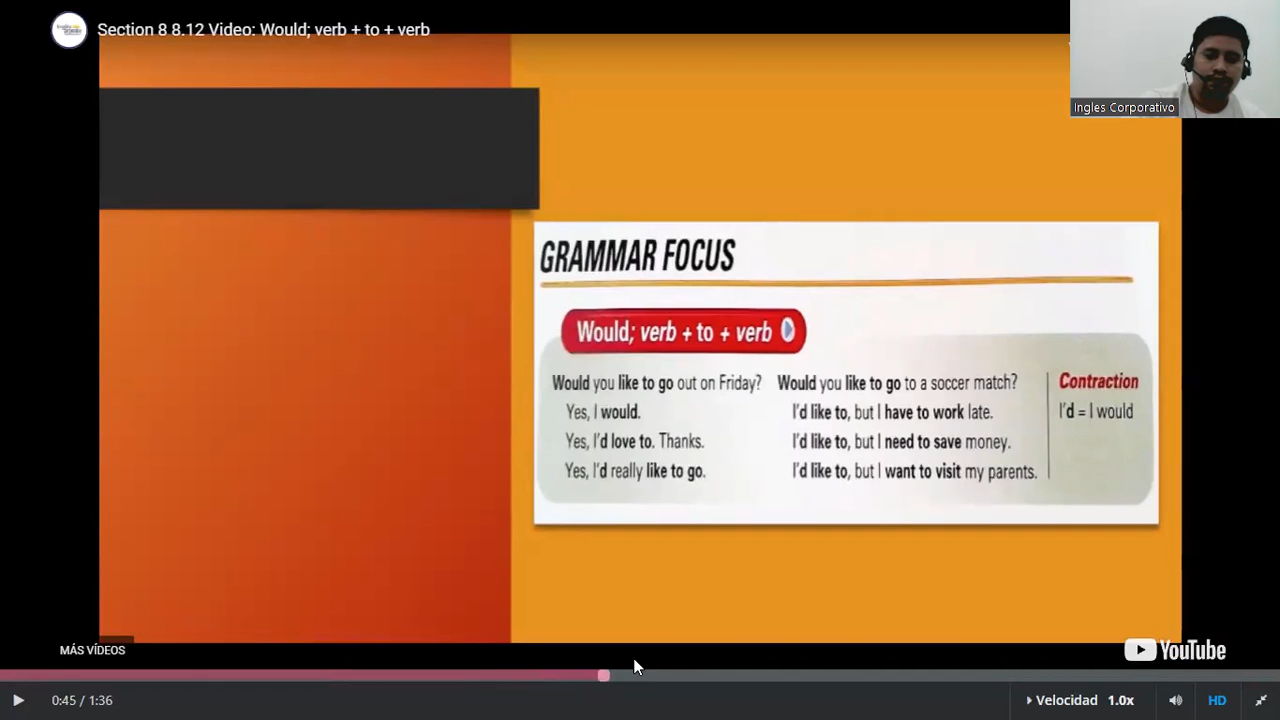 Section 8 8.12 Video: Would; verb + to + verb
Ingles Corporativo
GRAMMAR FOCUS
Would; verb + to + verb
Would you like to go out on Friday?
Yes, I would.
Yes, I'd love to. Thanks.
Yes, I'd really like to go.
Would you like to go to a soccer match?
I'd like to, but I have to work late.
I'd like to, but I need to save money.
I'd like to, but I want to visit my parents.
Contraction
I'd = I would
MÁS VÍDEOS
YouTube
0:45 / 1:36
Velocidad 1.0x
HD